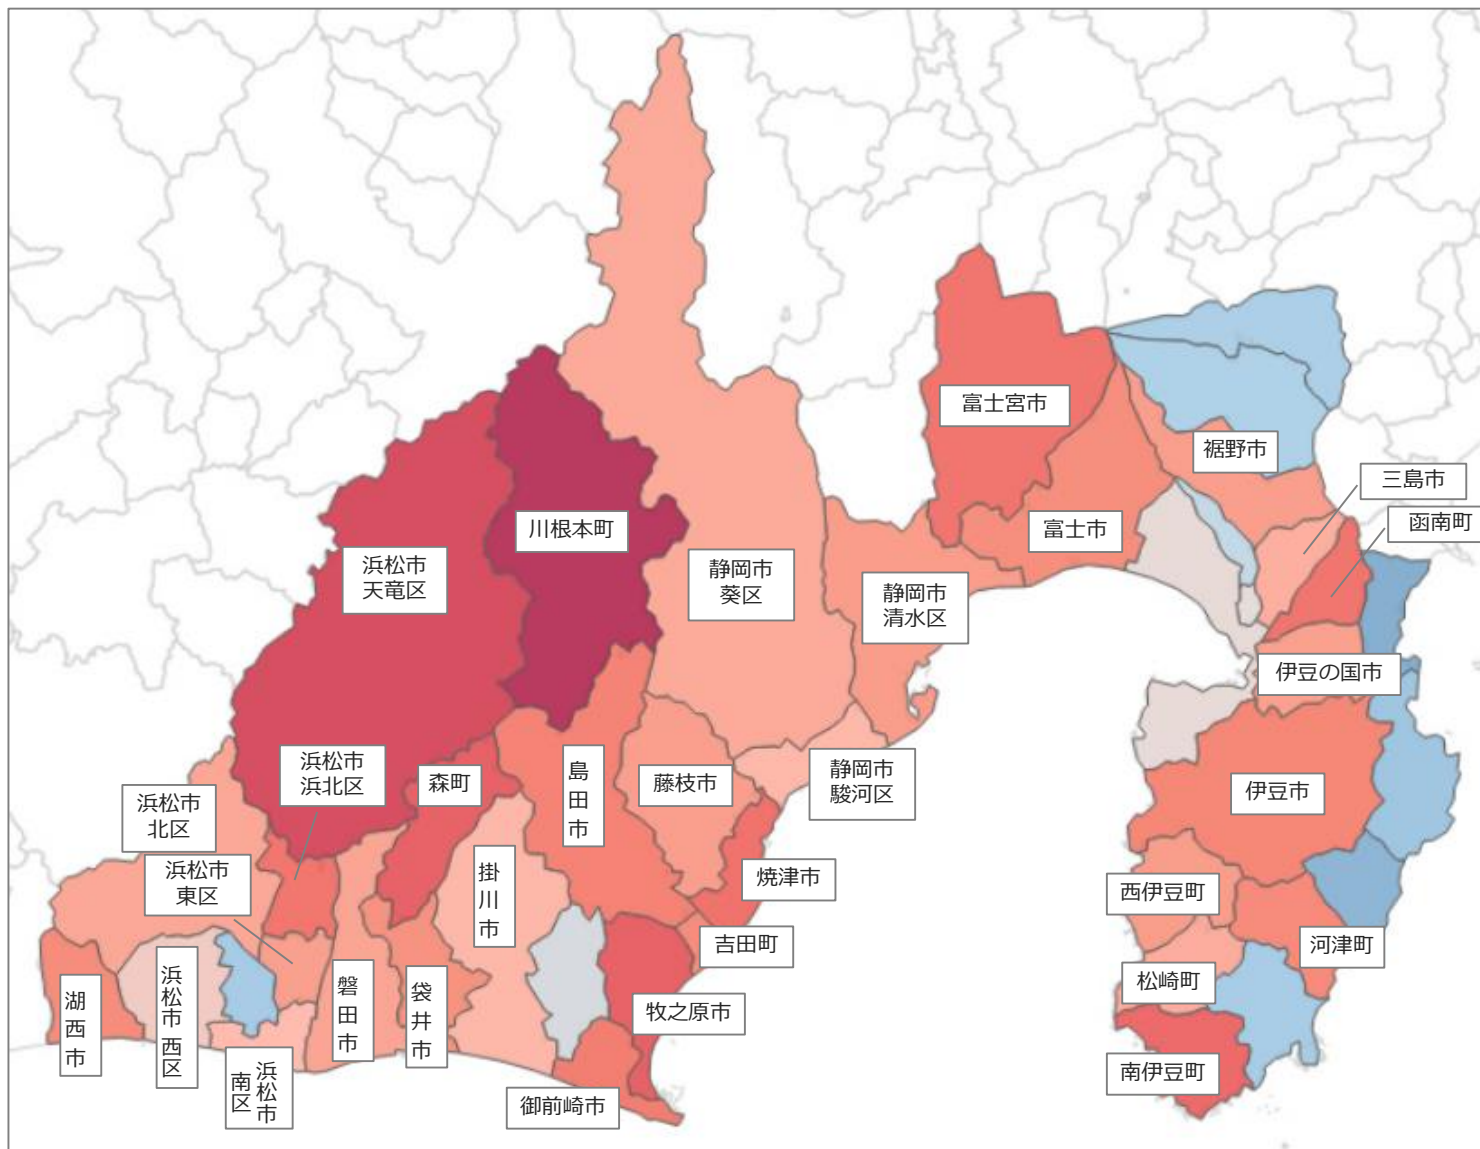 富士宮市
裾野市
三島市
函南町
川根本町
富士市
浜松市
天竜区
静岡市
葵区
静岡市
清水区
伊豆の国市
浜松市
浜北区
森町
島田市
藤枝市
静岡市
駿河区
伊豆市
浜松市
北区
浜松市
東区
掛川市
焼津市
西伊豆町
吉田町
河津町
湖西市
浜松市西区
磐田市
袋井市
牧之原市
松崎町
浜松市
南区
御前崎市
南伊豆町